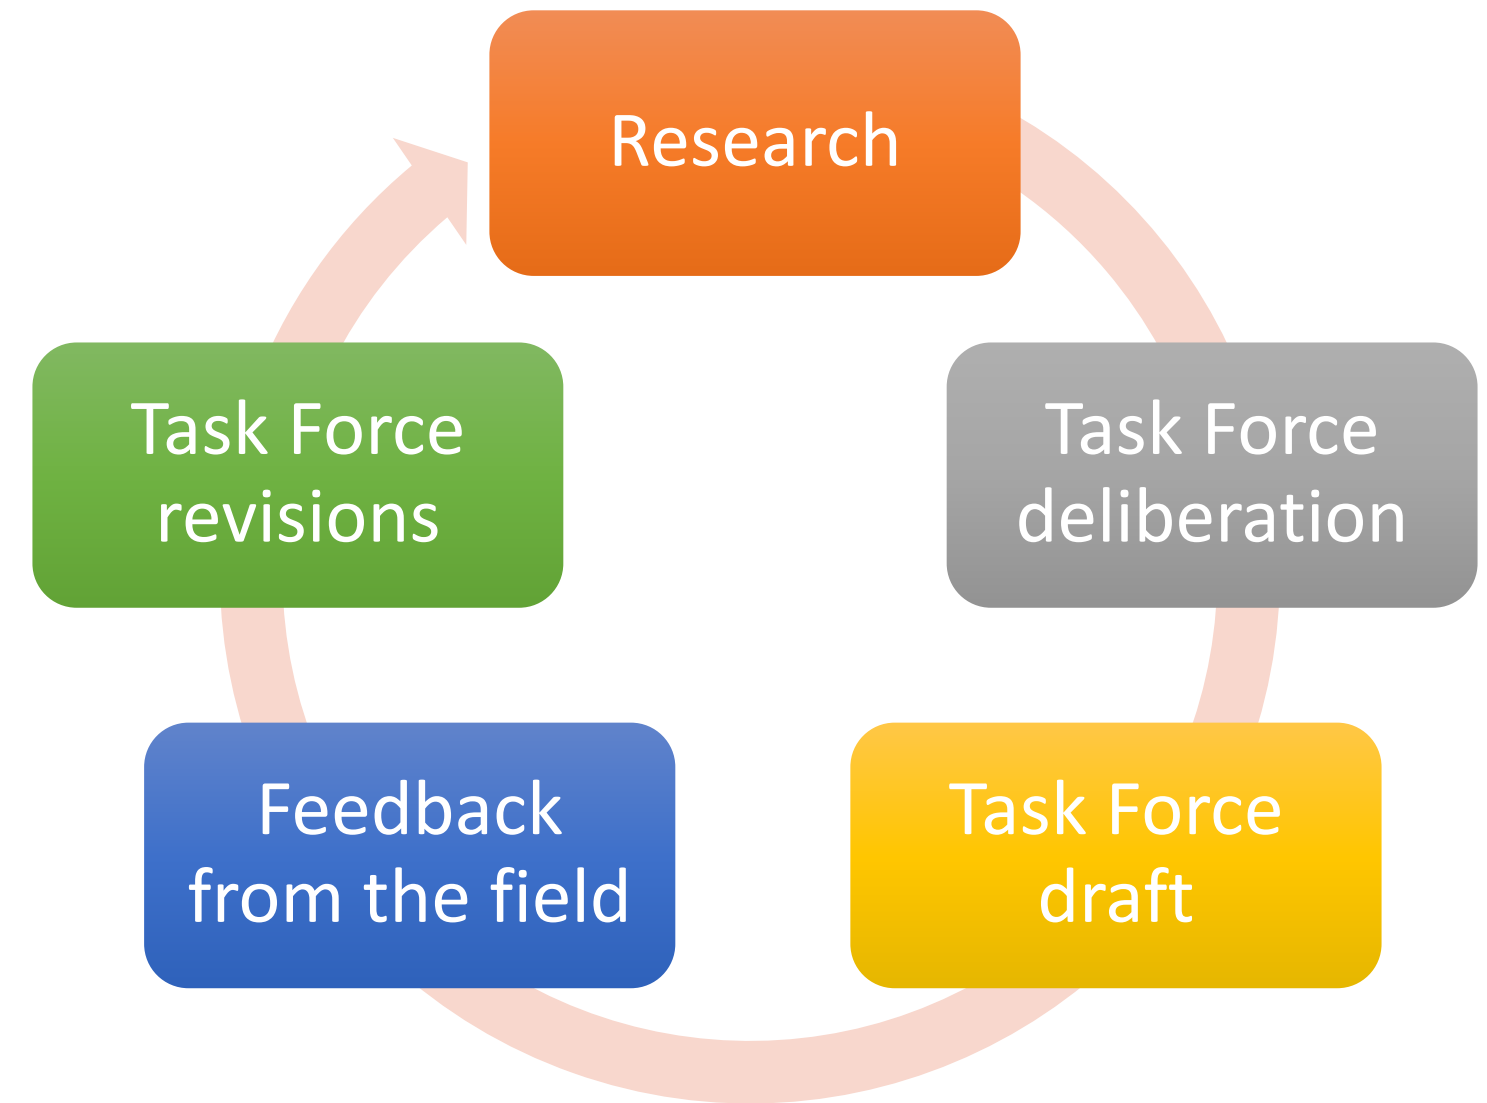 Research
Task Force
deliberation
Task Force
draft
Feedback
from the field
Task Force
revisions